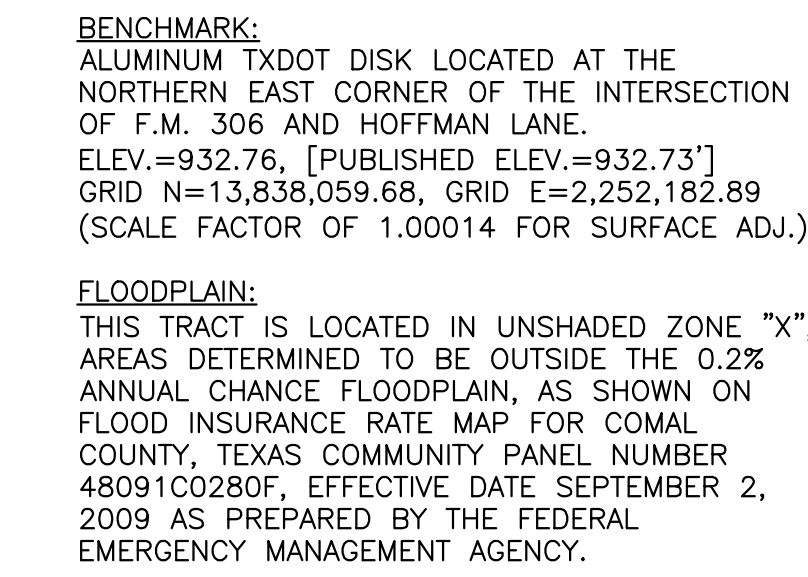 BENCHMARK:
ALUMINUM TXDOT DISK LOCATED AT THE
NORTHERN EAST CORNER OF THE INTERSECTION
OF F.M. 306 AND HOFFMAN LANE.
ELEV.=932.76, [PUBLISHED ELEV.=932.73']
GRID N=13,838,059.68, GRID E=2,252,182.89
(SCALE FACTOR OF 1.00014 FOR SURFACE ADJ.)
FLOODPLAIN:
THIS TRACT IS LOCATED IN UNSHADED ZONE "X",
AREAS DETERMINED TO BE OUTSIDE THE 0.2%
ANNUAL CHANCE FLOODPLAIN, AS SHOWN ON
FLOOD INSURANCE RATE MAP FOR COMAL
COUNTY, TEXAS COMMUNITY PANEL NUMBER
48091C0280F, EFFECTIVE DATE SEPTEMBER 2,
2009 AS PREPARED BY THE FEDERAL
EMERGENCY MANAGEMENT AGENCY.